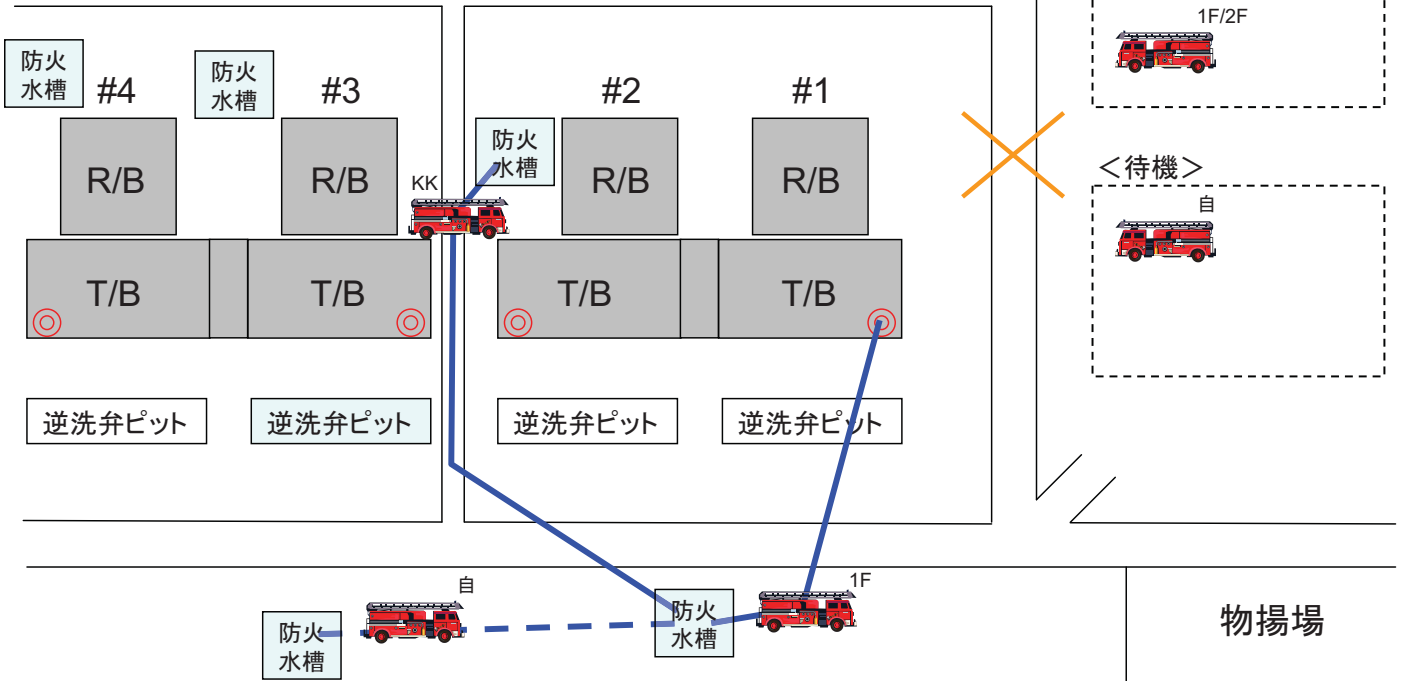 1F/2F
防火
水槽
#4
防火
水槽
#3
#2
#1
防火
水槽
R/B
R/B
R/B
R/B
<待機>
KK
自
T/B
T/B
T/B
T/B
逆洗弁ピット
逆洗弁ピット
逆洗弁ピット
逆洗弁ピット
自
1F
防火
水槽
防火
水槽
物揚場